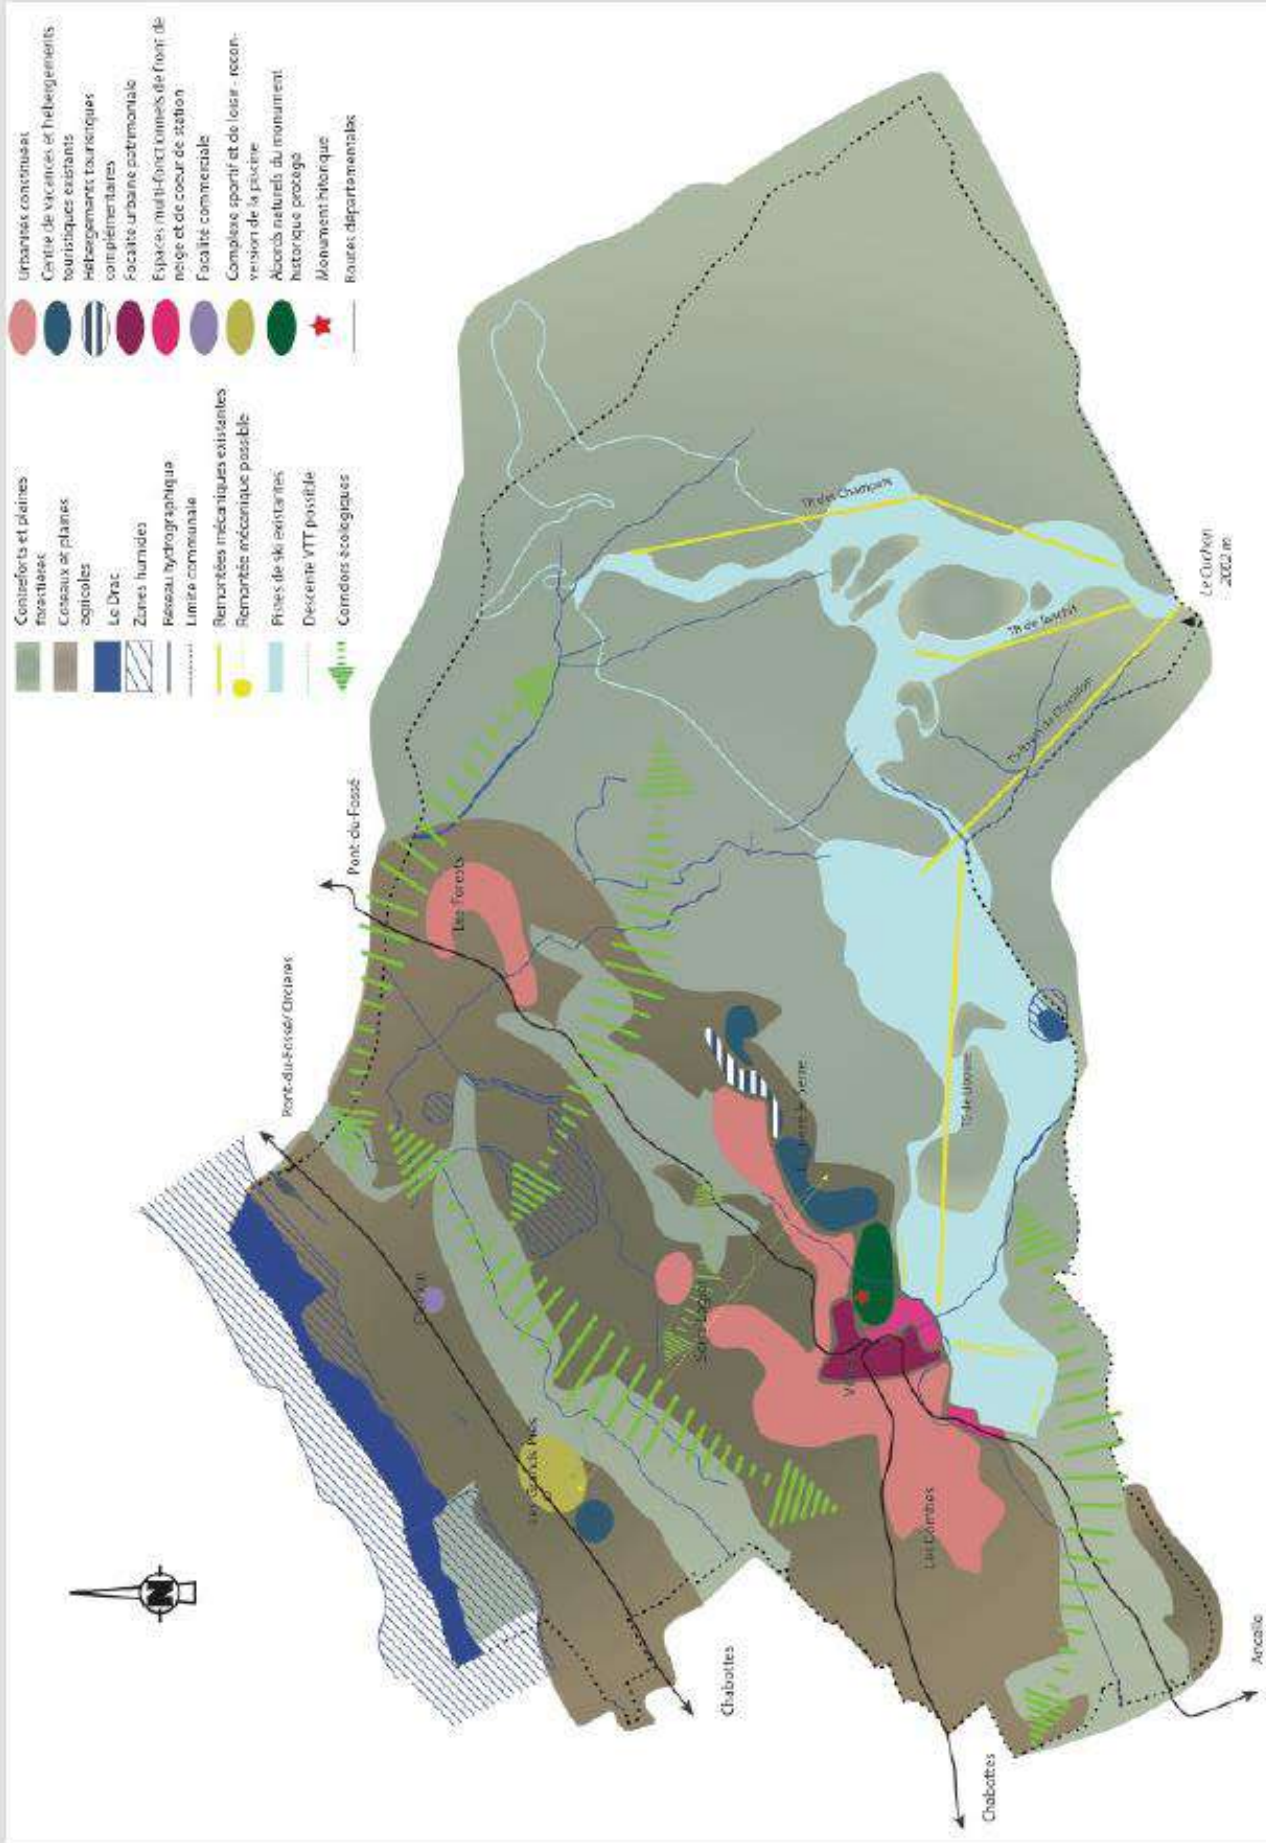 Contreforts et plaines
forestières
Coteaux et plaines
agricoles
Le Drac
Zones humides
Réseau hydrographique
Limite communale
Remontées mécaniques existantes
Remontée mécanique possible
Pistes de ski existantes
Descente VTT possible
Corridors écologiques
Urbanités constituées
Centre de vacances et hébergements
touristiques existants
Hébergements touristiques
complémentaires
Focalité urbaine patrimoniale
Espaces multi-fonctionnels de front de
neige et de coeur de station
Focalité commerciale
Complexe sportif et de loisir - recon-
version de la piscine
Abords naturels du monument
historique protégé
Monument hitorique
Routes départementales
N
Pont-du-Fossé/ Orcières
Pont-du-Fossé
Les Forests
Les Grands Prés
Les Combes
Chabottes
Chabottes
Ancelle
Le Cuchon
2002 m